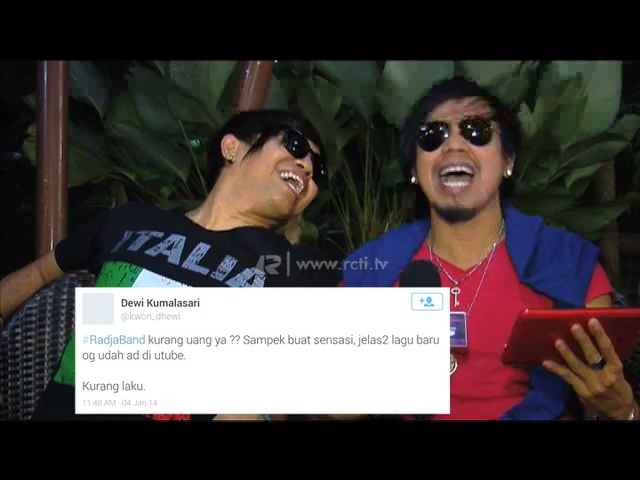 ITALIA
www.rcti.tv
Dewi Kumalasari
@kwon_dhewi
#RadjaBand kurang uang ya ?? Sampek buat sensasi, jelas2 lagu baru
og udah ad di utube.
Kurang laku.
11:48 AM - 04 Jan 14